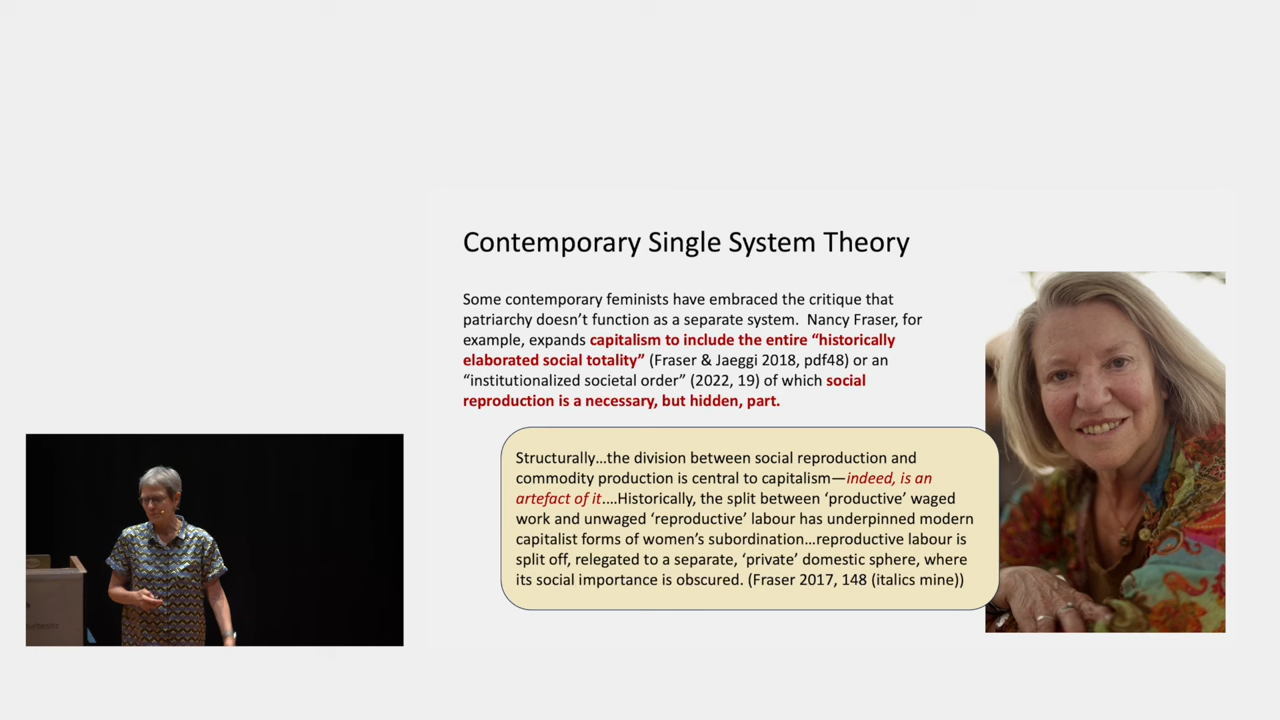 Contemporary Single System Theory
Some contemporary feminists have embraced the critique that
patriarchy doesn’t function as a separate system.  Nancy Fraser, for
example, expands capitalism to include the entire “historically
elaborated social totality” (Fraser & Jaeggi 2018, pdf48) or an
“institutionalized societal order” (2022, 19) of which social
reproduction is a necessary, but hidden, part.
Structurally…the division between social reproduction and
commodity production is central to capitalism—indeed, is an
artefact of it.…Historically, the split between ‘productive’ waged
work and unwaged ‘reproductive’ labour has underpinned modern
capitalist forms of women’s subordination…reproductive labour is
split off, relegated to a separate, ‘private’ domestic sphere, where
its social importance is obscured. (Fraser 2017, 148 (italics mine))